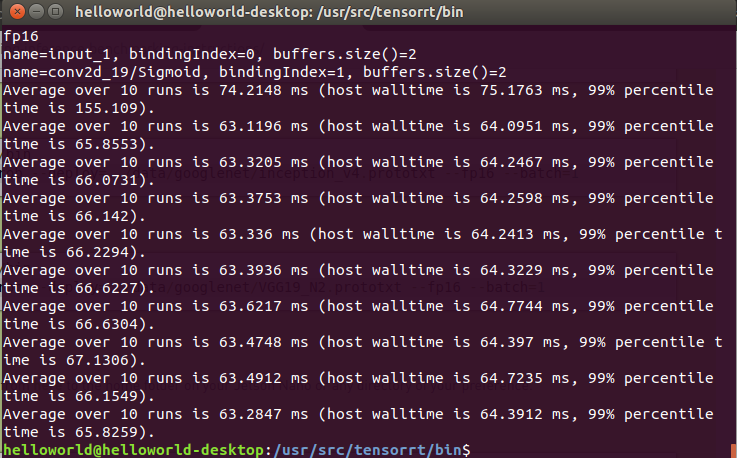 helloworld@helloworld-desktop: /usr/src/tensorrt/bin
fp16
name=input_1, bindingIndex=0, buffers.size()=2
name=conv2d_19/Sigmoid, bindingIndex=1, buffers.size()=2
Average over 10 runs is 74.2148 ms (host walltime is 75.1763 ms, 99% percentile
time is 155.109).
Average over 10 runs is 63.1196 ms (host walltime is 64.0951 ms, 99% percentile
time is 65.8553).
Average over 10 runs is 63.3205 ms (host walltime is 64.2467 ms, 99% percentile
time is 66.0731).
Average over 10 runs is 63.3753 ms (host walltime is 64.2598 ms, 99% percentile
time is 66.142).
Average over 10 runs is 63.336 ms (host walltime is 64.2413 ms, 99% percentile t
ime is 66.2294).
Average over 10 runs is 63.3936 ms (host walltime is 64.3229 ms, 99% percentile
time is 66.6227).
Average over 10 runs is 63.6217 ms (host walltime is 64.7744 ms, 99% percentile
time is 66.6304).
Average over 10 runs is 63.4748 ms (host walltime is 64.397 ms, 99% percentile t
ime is 67.1306).
Average over 10 runs is 63.4912 ms (host walltime is 64.7235 ms, 99% percentile
time is 66.1549).
Average over 10 runs is 63.2847 ms (host walltime is 64.3912 ms, 99% percentile
time is 65.8259).
helloworld@helloworld-desktop:/usr/src/tensorrt/bin$